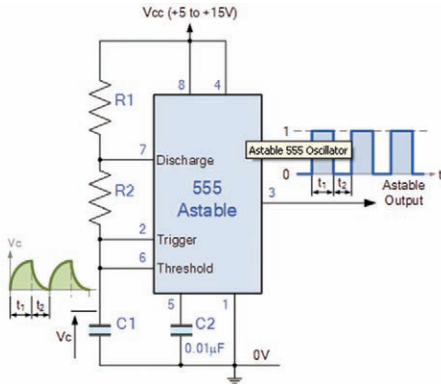 Vcc (+5 to +15V)
8
4
R1
7
Discharge
Astable 555 Oscillator
1
0
t
t₁
t₂
Astable
Output
555
Astable
3
R2
2
Trigger
6
Threshold
Vc
t₁
t₂
Vc
C1
5
1
C2
0.01µF
0V